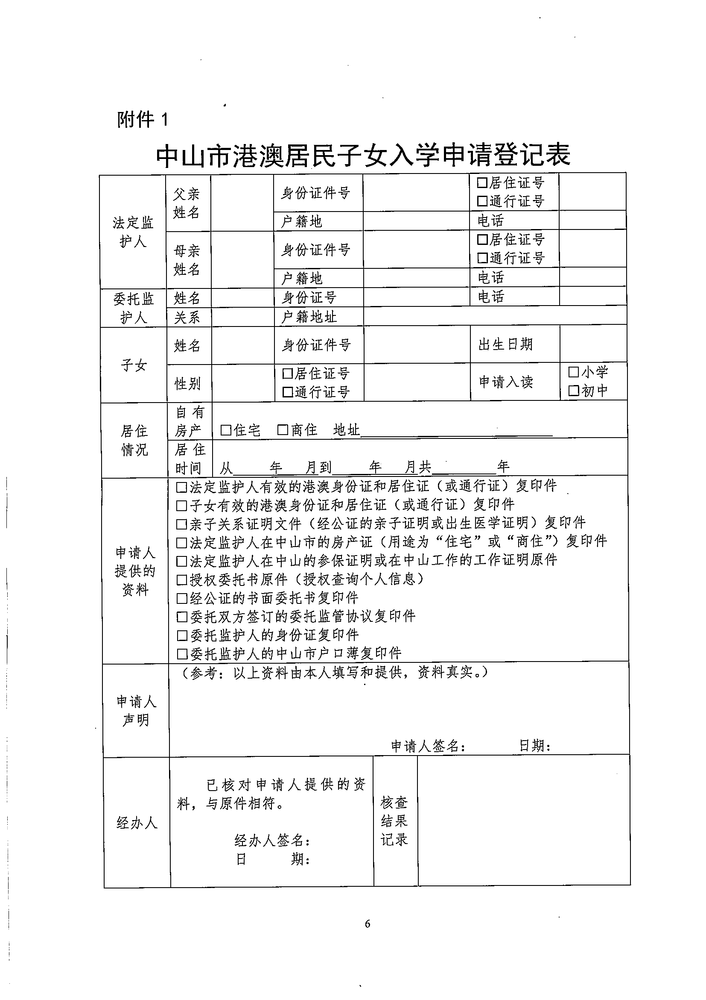 附件 1
中山市港澳居民子女入学申请登记表
法定监
护人
父亲
姓名
身份证件号
□居住证号
□通行证号
户籍地
电话
母亲
姓名
身份证件号
□居住证号
□通行证号
户籍地
电话
委托监
护人
姓名
身份证号
电话
关系
户籍地址
子女
姓名
身份证件号
出生日期
性别
□居住证号
□通行证号
申请入读
□小学
□初中
居住
情况
自有
房产
□住宅 □商住 地址
居住
时间
从 年 月到 年 月共 年
申请人
提供的
资料
□法定监护人有效的港澳身份证和居住证（或通行证）复印件
□子女有效的港澳身份证和居住证（或通行证）复印件
□亲子关系证明文件（经公证的亲子证明或出生医学证明）复印件
□法定监护人在中山市的房产证（用途为“住宅”或“商住”）复印件
□法定监护人在中山的参保证明或在中山工作的工作证明原件
□授权委托书原件（授权查询个人信息）
□经公证的书面委托书复印件
□委托双方签订的委托监管协议复印件
□委托监护人的身份证复印件
□委托监护人的中山市户口薄复印件
申请人
声明
（参考：以上资料由本人填写和提供，资料真实。）
申请人签名： 日期：
经办人
已核对申请人提供的资
料，与原件相符。
经办人签名：
日 期：
核查
结果
记录
6